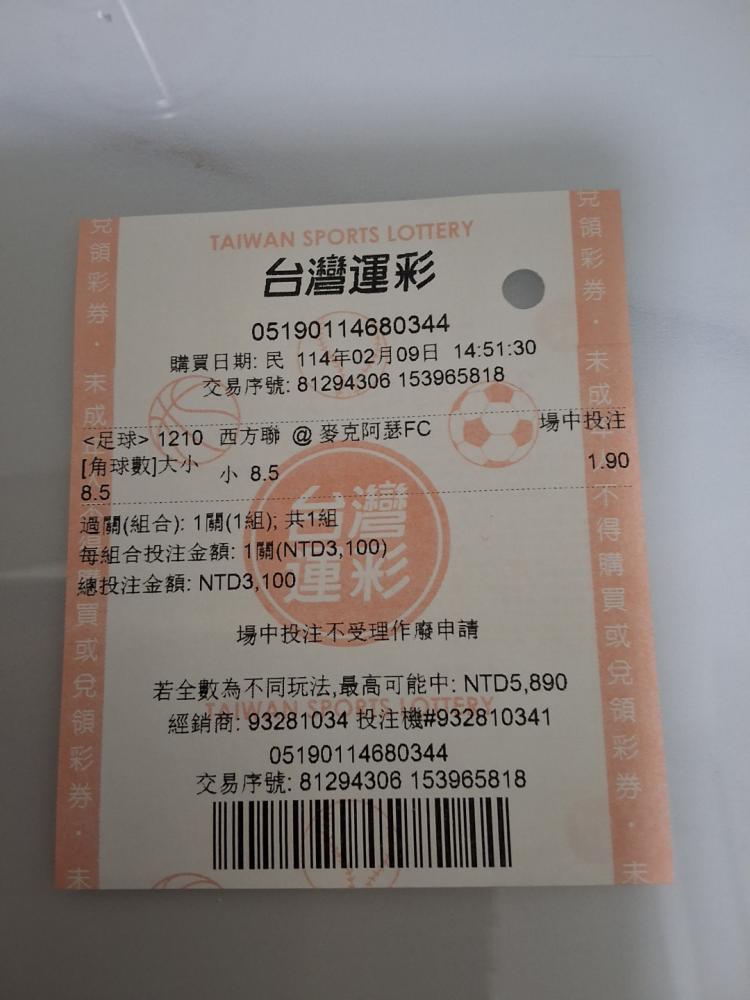 TAIWAN SPORTS LOTTERY
台灣運彩
05190114680344
購買日期: 民 114年02月09日 14:51:30
交易序號: 81294306 153965818
<足球> 1210 西方聯 @ 麥克阿瑟FC 場中投注
[角球數]大小 小 8.5 1.90
8.5
過關(組合): 1關(1組); 共1組
每組合投注金額: 1關(NTD3,100)
總投注金額: NTD3,100
台灣
運彩
場中投注不受理作廢申請
若全數為不同玩法,最高可能中: NTD5,890
TAIWAN SPORTS LOTTERY
經銷商: 93281034 投注機#932810341
05190114680344
交易序號: 81294306 153965818
兌領彩券．未成
購買或兌領彩券．未
兌領彩券．未成年不得購買或兌領彩券．未